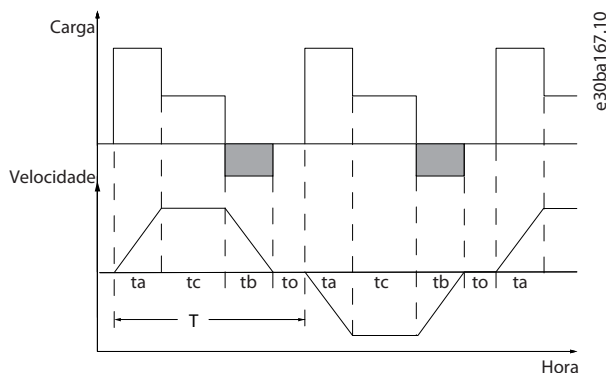 Carga
e30ba167.10
Velocidade
ta tc tb to ta tc tb to ta
T
Hora